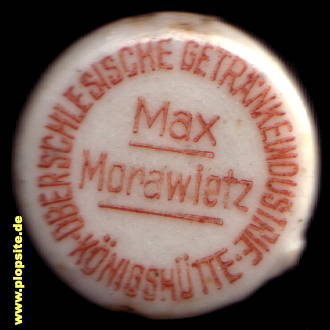 OBERSCHLESISCHE GETRÄNKEINDUSTRIE
Max
Morawietz
·KÖNIGSHÜTTE·
www.plopsite.de